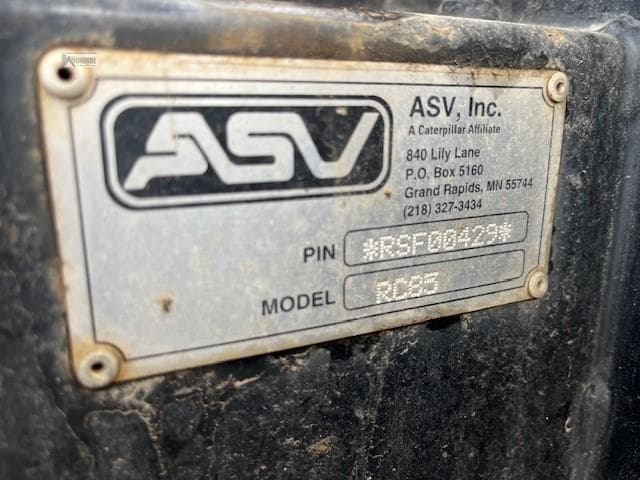 ASV
ASV, Inc.
A Caterpillar Affiliate
840 Lily Lane
P.O. Box 5160
Grand Rapids, MN 55744
(218) 327-3434
PIN *RSF00429*
MODEL RC85